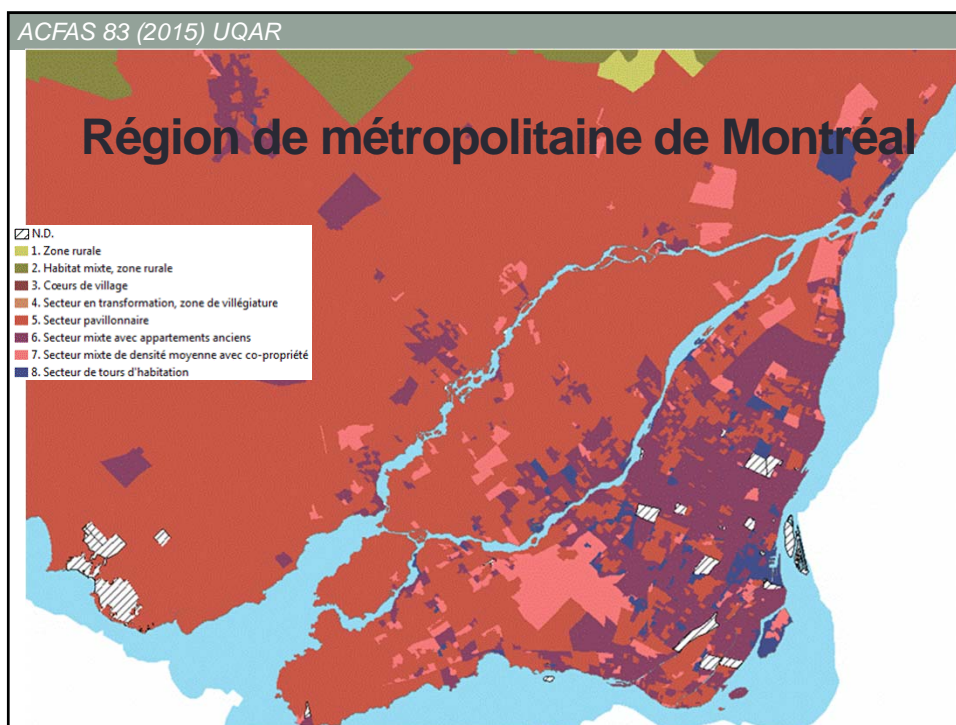 ACFAS 83 (2015) UQAR
Région de métropolitaine de Montréal
N.D.
1. Zone rurale
2. Habitat mixte, zone rurale
3. Cœurs de village
4. Secteur en transformation, zone de villégiature
5. Secteur pavillonnaire
6. Secteur mixte avec appartements anciens
7. Secteur mixte de densité moyenne avec co-propriété
8. Secteur de tours d'habitation